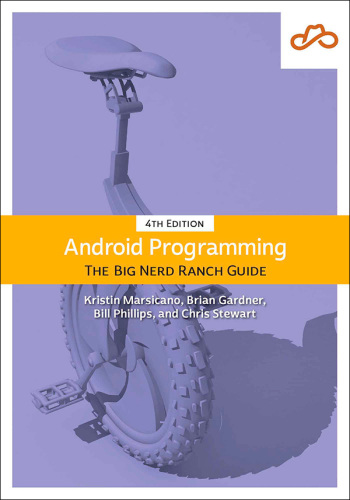 4TH EDITION
Android Programming
THE BIG NERD RANCH GUIDE
Kristin Marsicano, Brian Gardner,
Bill Phillips, and Chris Stewart